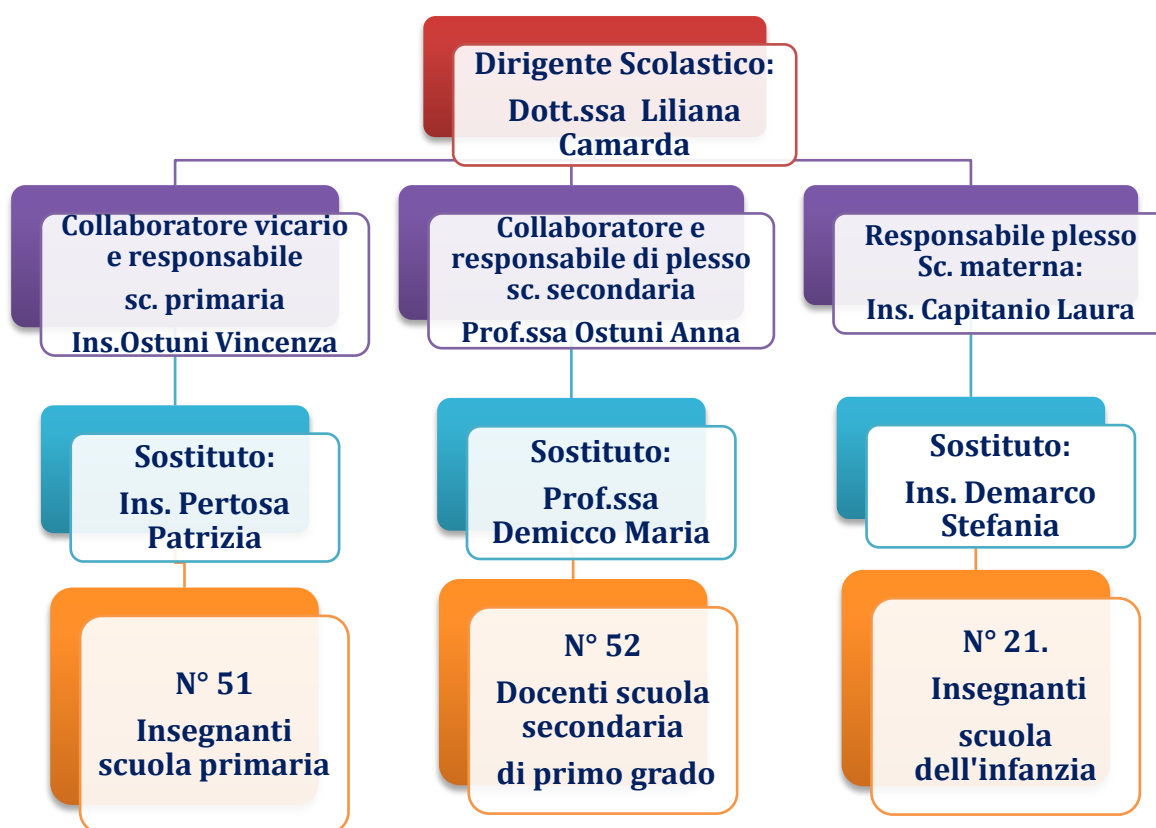 Dirigente Scolastico:
Dott.ssa Liliana
Camarda
Collaboratore vicario
e responsabile
sc. primaria
Ins.Ostuni Vincenza
Collaboratore e
responsabile di plesso
sc. secondaria
Prof.ssa Ostuni Anna
Responsabile plesso
Sc. materna:
Ins. Capitanio Laura
Sostituto:
Ins. Pertosa
Patrizia
Sostituto:
Prof.ssa
Demicco Maria
Sostituto:
Ins. Demarco
Stefania
N° 51
Insegnanti
scuola primaria
N° 52
Docenti scuola
secondaria
di primo grado
N° 21.
Insegnanti
scuola
dell'infanzia